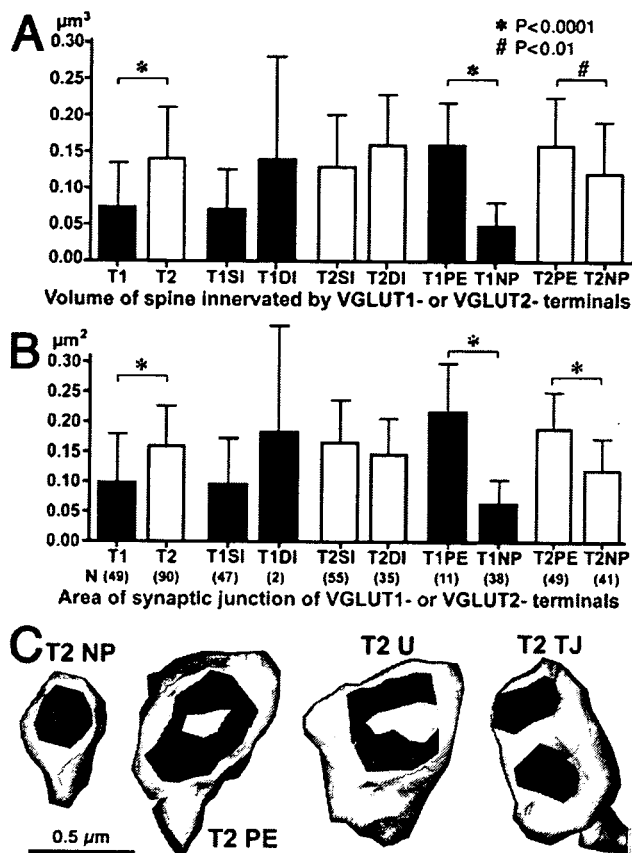 A
µm³
* P<0.0001
# P<0.01
0.30
0.25
0.20
0.15
0.10
0.05
0.00
*
*
#
T1 T2 T1SI T1DI T2SI T2DI T1PE T1NP T2PE T2NP
Volume of spine innervated by VGLUT1- or VGLUT2- terminals
B
µm²
0.30
0.25
0.20
0.15
0.10
0.05
0.00
*
*
*
T1 T2 T1SI T1DI T2SI T2DI T1PE T1NP T2PE T2NP
N (49) (90) (47) (2) (55) (35) (11) (38) (49) (41)
Area of synaptic junction of VGLUT1- or VGLUT2- terminals
C
T2 NP
T2 U
T2 TJ
T2 PE
0.5 µm